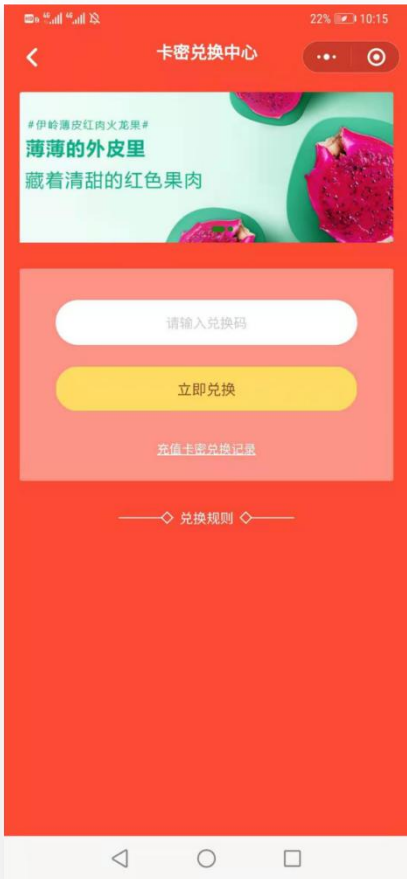 22% 10:15
卡密兑换中心
#伊岭薄皮红肉火龙果#
薄薄的外皮里
藏着清甜的红色果肉
请输入兑换码
立即兑换
充值卡密兑换记录
兑换规则